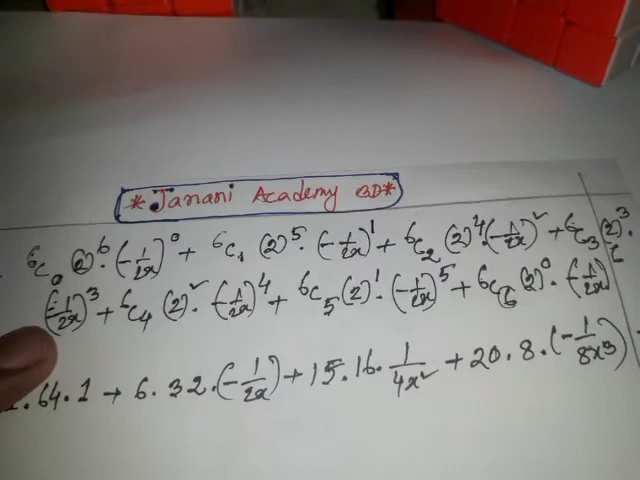 * Janani Academy BD*
⁶C₀ (2)⁶·(-1/2x)⁰ + ⁶C₁ (2)⁵·(-1/2x)¹ + ⁶C₂ (2)⁴·(-1/2x)² + ⁶C₃ (2)³·
(-1/2x)³ + ⁶C₄ (2)²·(-1/2x)⁴ + ⁶C₅ (2)¹·(-1/2x)⁵ + ⁶C₆ (2)⁰·(-1/2x)⁶
.64.1 + 6.32.(-1/2x) + 15.16.1/4x² + 20.8.(-1/8x³)